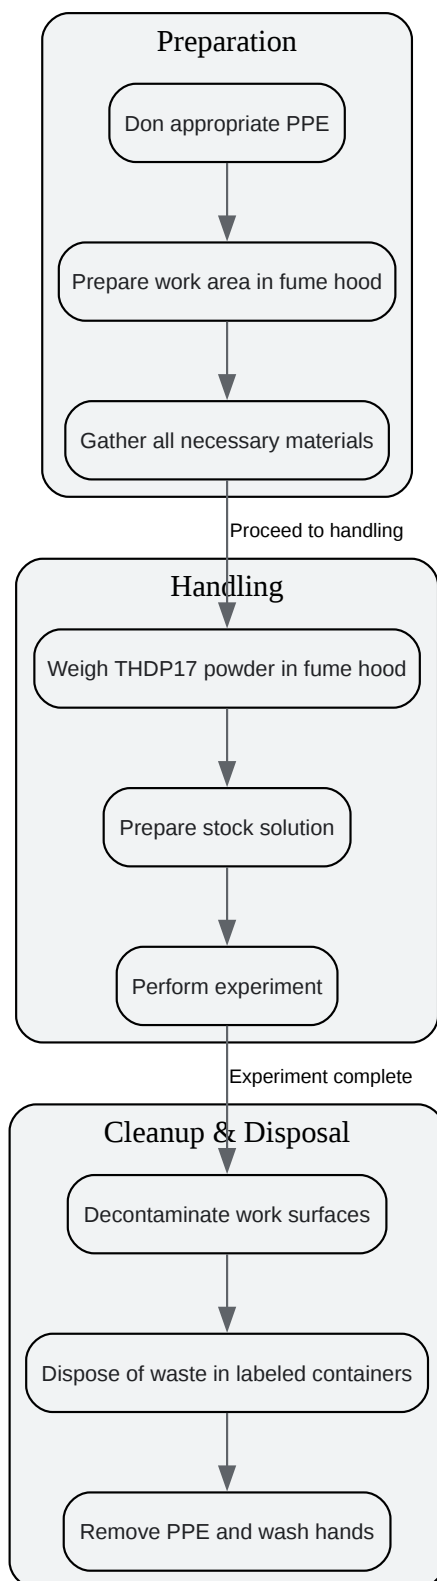 Preparation
Don appropriate PPE
Prepare work area in fume hood
Gather all necessary materials
Proceed to handling
Handling
Weigh THDP17 powder in fume hood
Prepare stock solution
Perform experiment
Experiment complete
Cleanup & Disposal
Decontaminate work surfaces
Dispose of waste in labeled containers
Remove PPE and wash hands